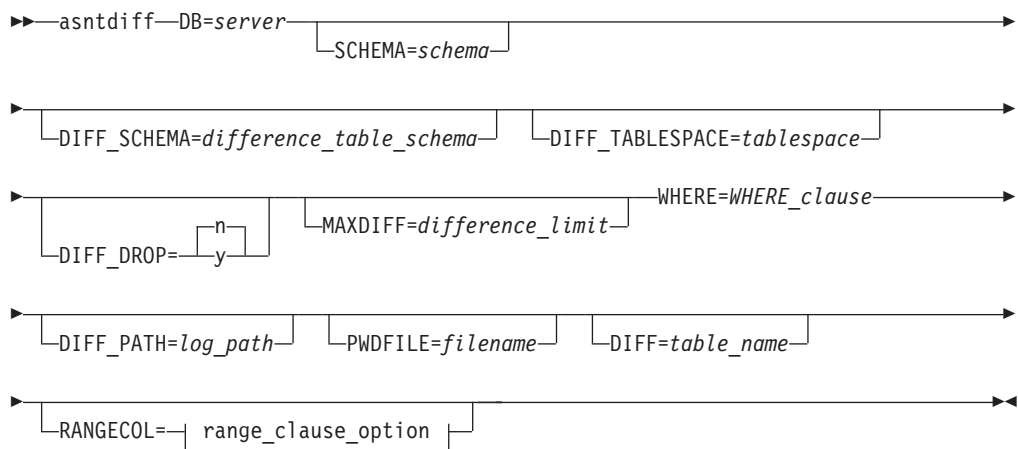 asntdiff DB=server
SCHEMA=schema
DIFF_SCHEMA=difference_table_schema DIFF_TABLESPACE=tablespace
WHERE=WHERE_clause
n MAXDIFF=difference_limit
DIFF_DROP= y
DIFF_PATH=log_path PWDFILE=filename DIFF=table_name
RANGECOL= range_clause_option